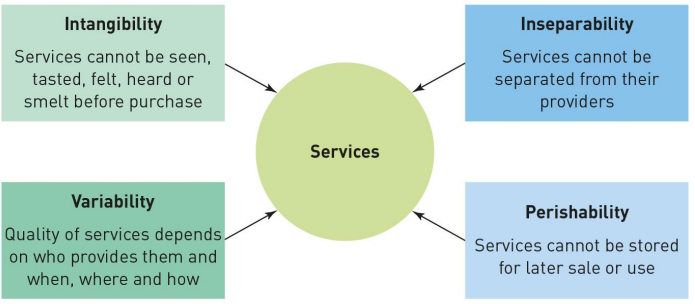 Intangibility
Services cannot be seen,
tasted, felt, heard or
smelt before purchase
Inseparability
Services cannot be
separated from their
providers
Services
Variability
Quality of services depends
on who provides them and
when, where and how
Perishability
Services cannot be stored
for later sale or use